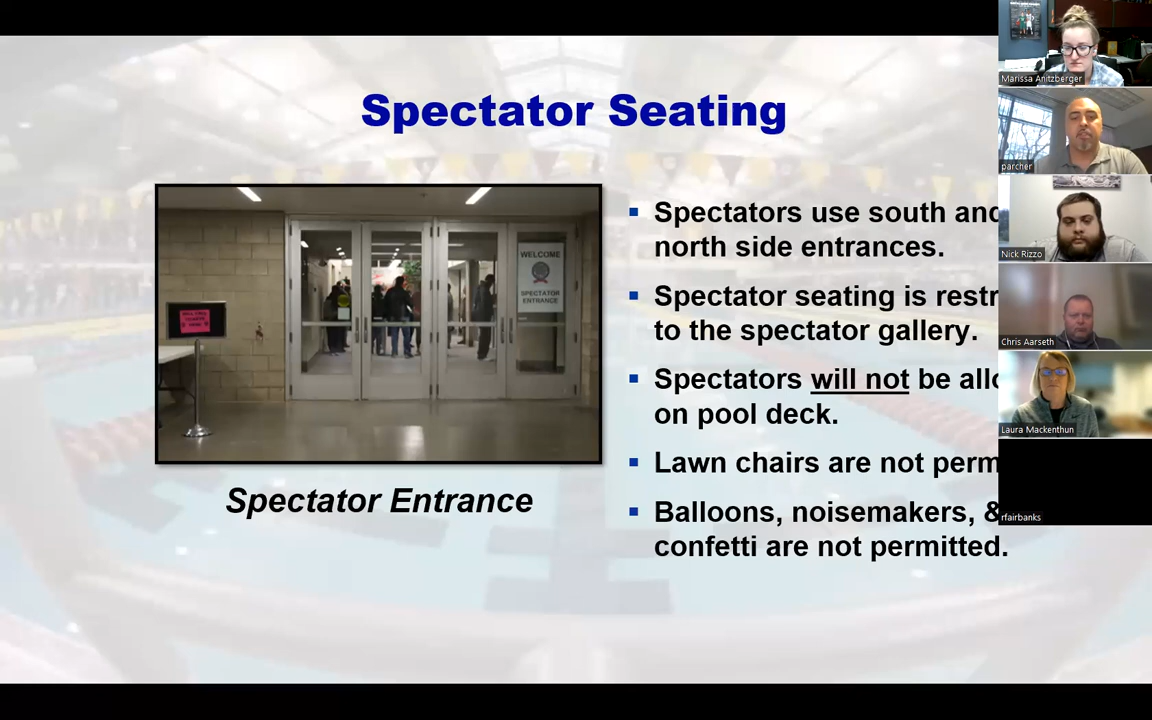 Spectator Seating
WELCOME
SPECTATOR
ENTRANCE
Spectator Entrance
▪ Spectators use south and
north side entrances.
▪ Spectator seating is restr
to the spectator gallery.
▪ Spectators will not be allo
on pool deck.
▪ Lawn chairs are not perm
▪ Balloons, noisemakers, &
confetti are not permitted.
Marissa Anitzberger
parcher
Nick Rizzo
Chris Aarseth
Laura Mackenthun
rfairbanks